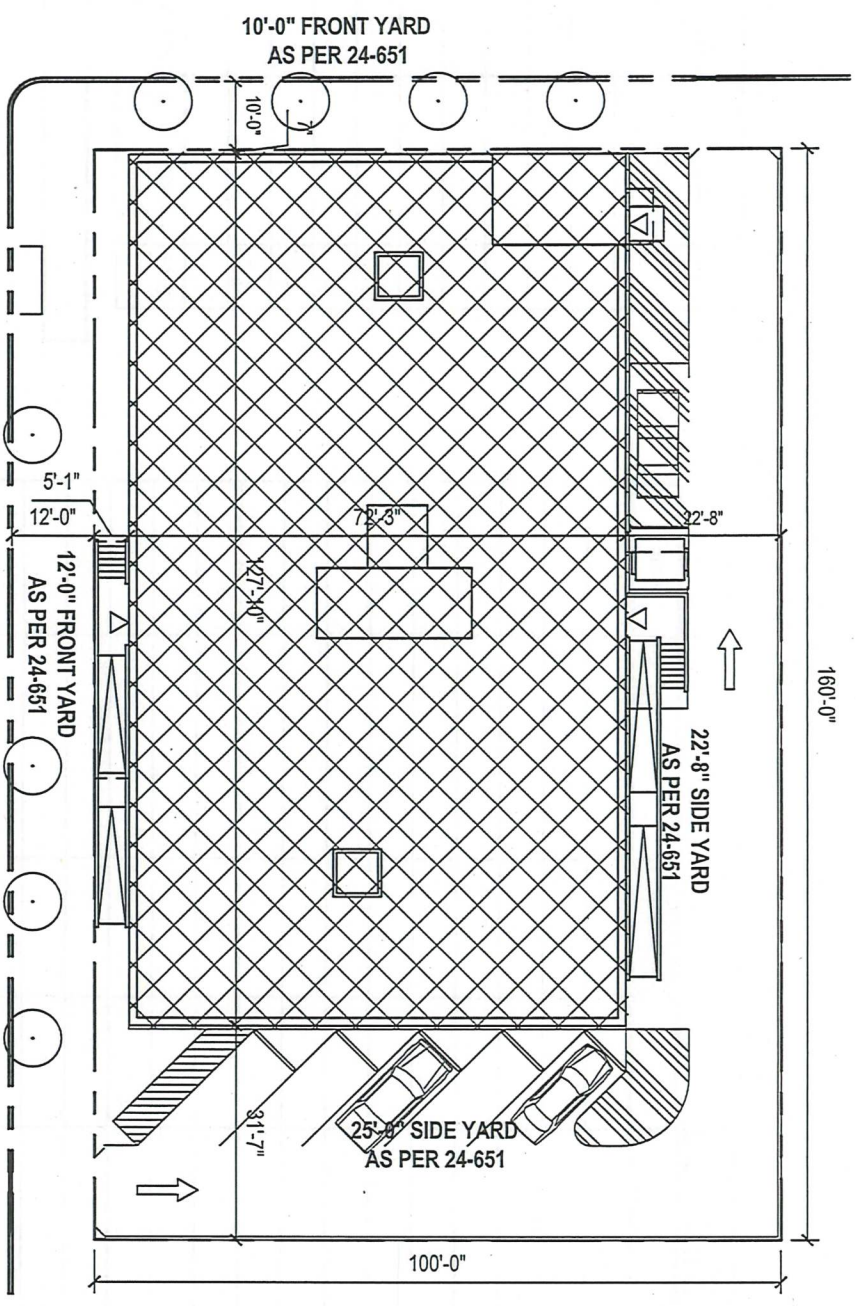 10'-0" FRONT YARD
AS PER 24-651
10'-0"
7"
5'-1"
12'-0"
72'-3"
22'-8"
127'-10"
12'-0" FRONT YARD
AS PER 24-651
160'-0"
22'-8" SIDE YARD
AS PER 24-651
31'-7"
25'-0" SIDE YARD
AS PER 24-651
100'-0"